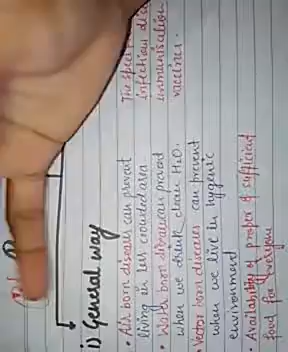 i) General way
• Air born diseases can prevent
living in less crowded area
• Water born diseases can prevent
when we drink clean H₂O.
Vector born diseases can prevent
when we live in hygenic
environment
Availability of proper & sufficient
food for everyone
The speci
infectious dise
immunisation
vaccines.